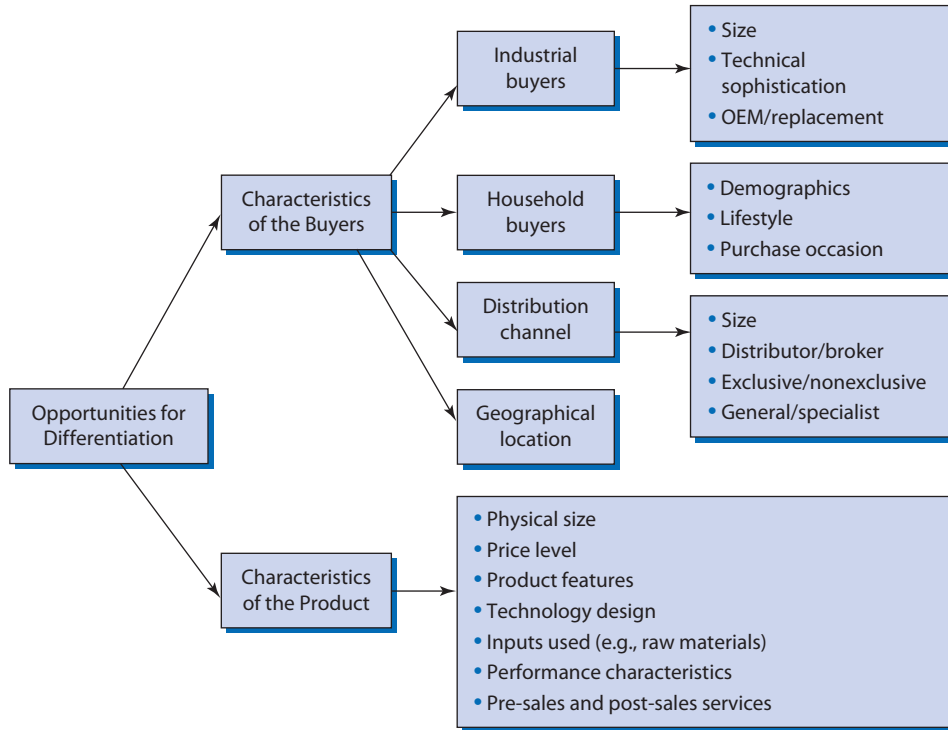 Opportunities for
Differentiation
Characteristics
of the Buyers
Industrial
buyers
• Size
• Technical
sophistication
• OEM/replacement
Household
buyers
• Demographics
• Lifestyle
• Purchase occasion
Distribution
channel
• Size
• Distributor/broker
• Exclusive/nonexclusive
• General/specialist
Geographical
location
Characteristics
of the Product
• Physical size
• Price level
• Product features
• Technology design
• Inputs used (e.g., raw materials)
• Performance characteristics
• Pre-sales and post-sales services